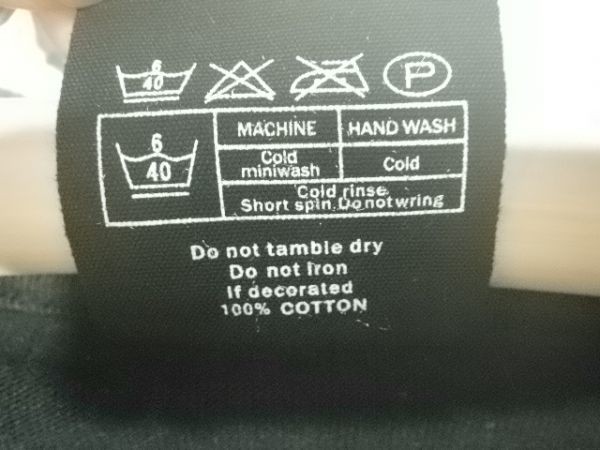 6
40
P
6
40
MACHINE HAND WASH
Cold miniwash
Cold
Cold rinse
Short spin. Do not wring
Do not tamble dry
Do not Iron
If decorated
100% COTTON